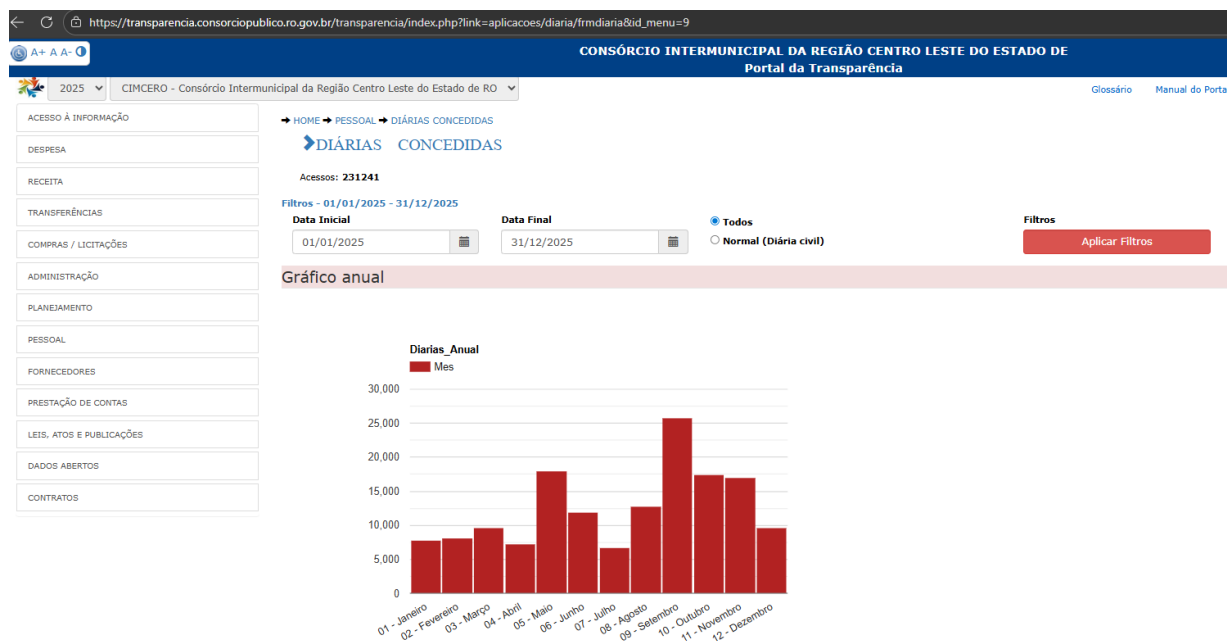 https://transparencia.consorciopublico.ro.gov.br/transparencia/index.php?link=aplicacoes/diaria/frmdiaria&id_menu=9
A+ A A-
CONSÓRCIO INTERMUNICIPAL DA REGIÃO CENTRO LESTE DO ESTADO DE
Portal da Transparência
2025
CIMCERO - Consórcio Intermunicipal da Região Centro Leste do Estado de RO
Glossário
Manual do Porta
ACESSO À INFORMAÇÃO
DESPESA
RECEITA
TRANSFERÊNCIAS
COMPRAS / LICITAÇÕES
ADMINISTRAÇÃO
PLANEJAMENTO
PESSOAL
FORNECEDORES
PRESTAÇÃO DE CONTAS
LEIS, ATOS E PUBLICAÇÕES
DADOS ABERTOS
CONTRATOS
HOME PESSOAL DIÁRIAS CONCEDIDAS
DIÁRIAS CONCEDIDAS
Acessos: 231241
Filtros - 01/01/2025 - 31/12/2025
Data Inicial
01/01/2025
Data Final
31/12/2025
Todos
Normal (Diária civil)
Filtros
Aplicar Filtros
Gráfico anual
Diarias_Anual
Mes
30,000
25,000
20,000
15,000
10,000
5,000
0
01 - Janeiro
02 - Fevereiro
03 - Março
04 - Abril
05 - Maio
06 - Junho
07 - Julho
08 - Agosto
09 - Setembro
10 - Outubro
11 - Novembro
12 - Dezembro